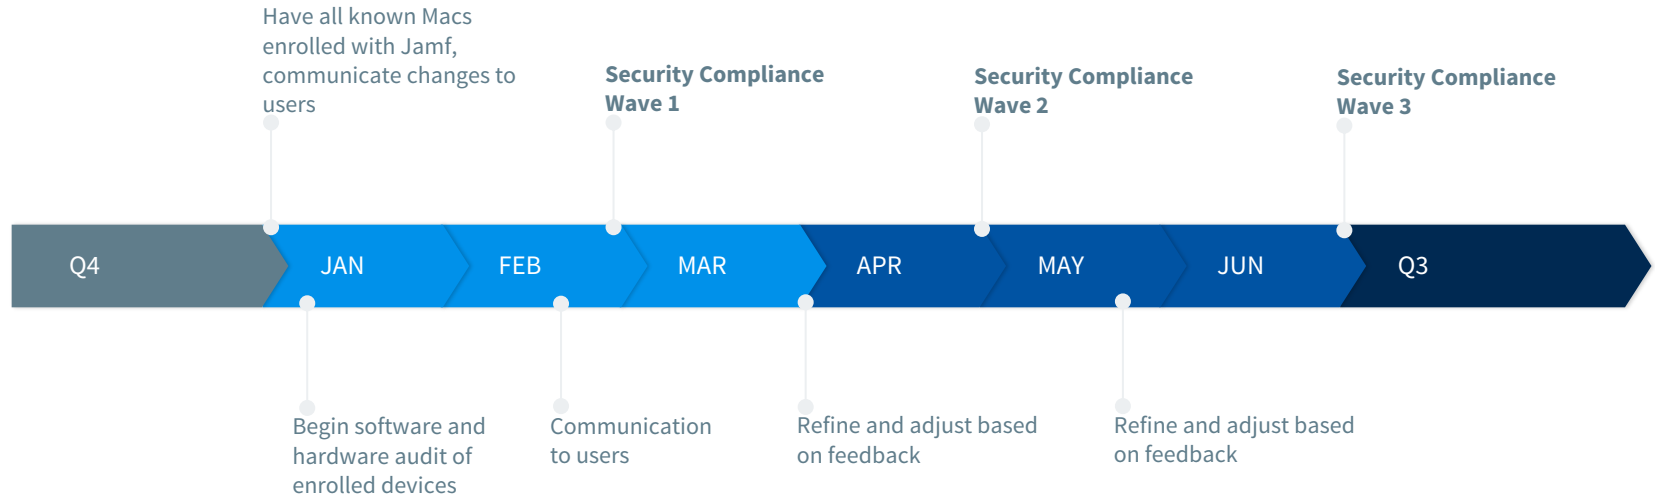 Have all known Macs
enrolled with Jamf,
communicate changes to
users
Security Compliance
Wave 1
Security Compliance
Wave 2
Security Compliance
Wave 3
Q4
JAN
FEB
MAR
APR
MAY
JUN
Q3
Begin software and
hardware audit of
enrolled devices
Communication
to users
Refine and adjust based
on feedback
Refine and adjust based
on feedback